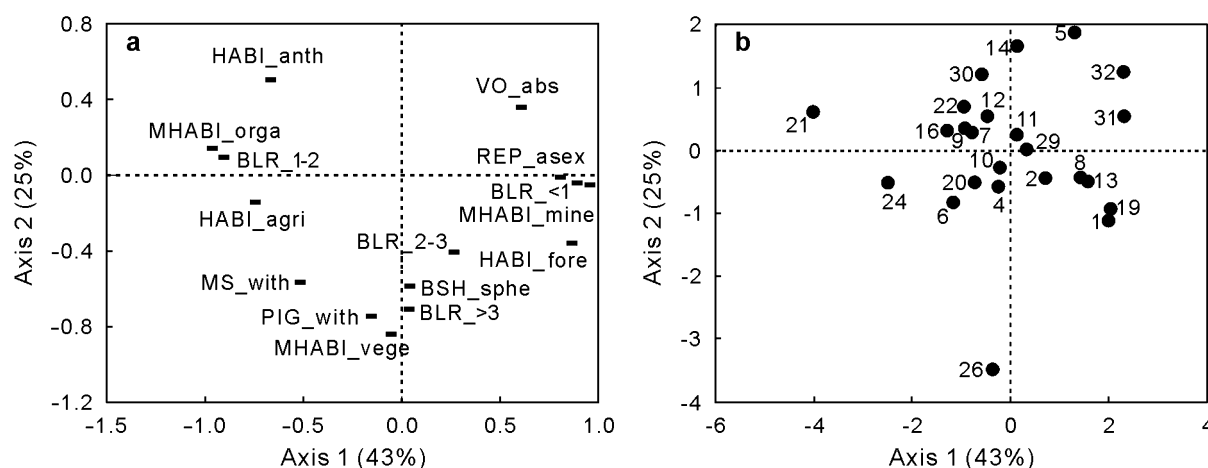 a
0.8
0.4
0.0
−0.4
−0.8
−1.2
Axis 2 (25%)
HABI_anth
VO_abs
MHABI_orga
BLR_1-2
REP_asex
BLR_<1
HABI_agri
MHABI_mine
BLR_2-3
HABI_fore
MS_with
BSH_sphe
PIG_with
BLR_>3
MHABI_vege
−1.5
−1.0
−0.5
0.0
0.5
1.0
Axis 1 (43%)
b
2
1
0
-1
-2
-3
-4
Axis 2 (25%)
5
14
30
32
22
12
21
11
31
16
9
7
29
10
8
24
20
2
13
6
4
19
1
26
-6
-4
-2
0
2
4
Axis 1 (43%)